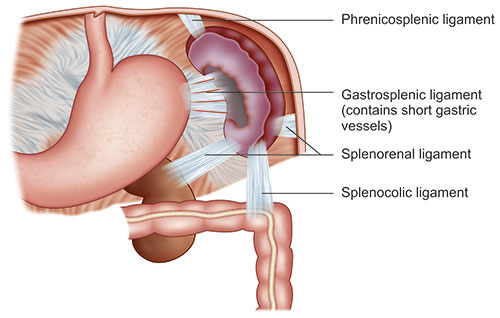 Phrenicosplenic ligament
Gastrosplenic ligament
(contains short gastric
vessels)
Splenorenal ligament
Splenocolic ligament